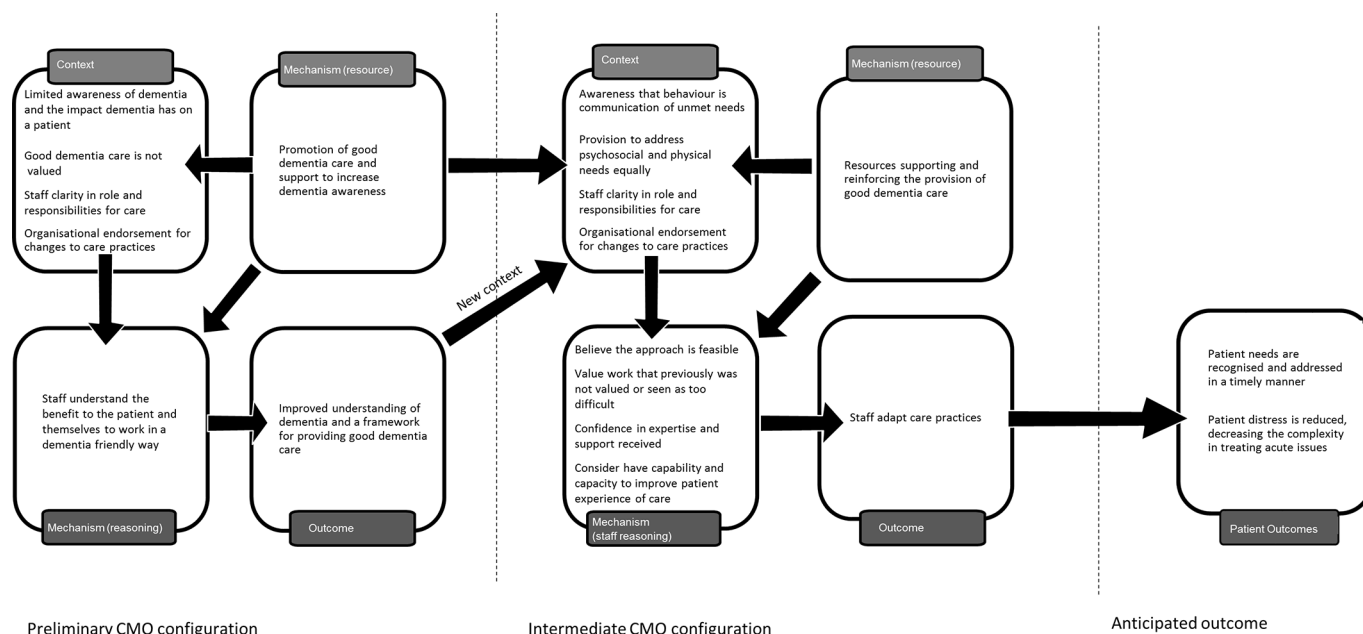 Context
Limited awareness of dementia
and the impact dementia has on
a patient
Good dementia care is not
valued
Staff clarity in role and
responsibilities for care
Organisational endorsement for
changes to care practices
Mechanism (resource)
Promotion of good
dementia care and
support to increase
dementia awareness
Staff understand the
benefit to the patient and
themselves to work in a
dementia friendly way
Mechanism (reasoning)
Improved understanding of
dementia and a framework
for providing good dementia
care
Outcome
New context
Context
Awareness that behaviour is
communication of unmet needs
Provision to address
psychosocial and physical
needs equally
Staff clarity in role and
responsibilities for care
Organisational endorsement
for changes to care practices
Mechanism (resource)
Resources supporting and
reinforcing the provision of
good dementia care
Believe the approach is feasible
Value work that previously was
not valued or seen as too
difficult
Confidence in expertise and
support received
Consider have capability and
capacity to improve patient
experience of care
Mechanism
(staff reasoning)
Staff adapt care practices
Outcome
Patient needs are
recognised and addressed
in a timely manner
Patient distress is reduced,
decreasing the complexity
in treating acute issues
Patient Outcomes
Preliminary CMO configuration
Intermediate CMO configuration
Anticipated outcome